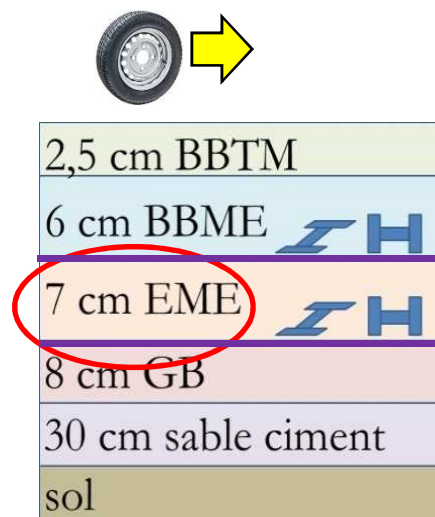 2,5 cm BBTM
6 cm BBME
7 cm EME
8 cm GB
30 cm sable ciment
sol